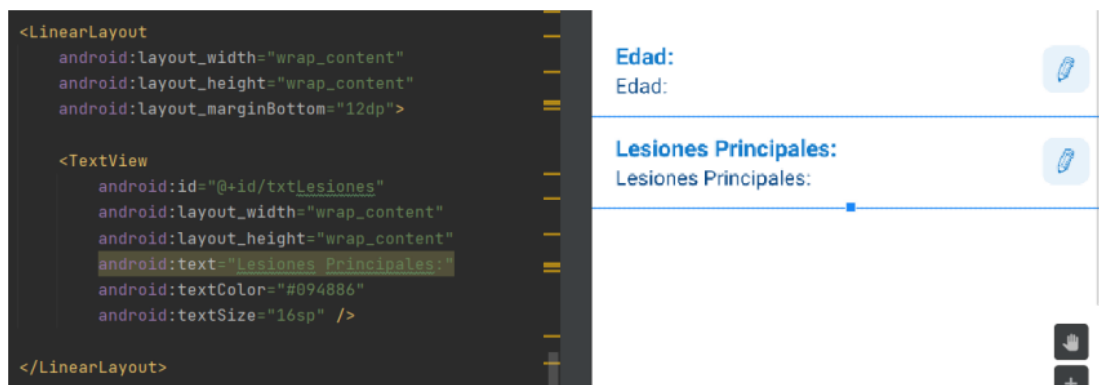 <LinearLayout
android:layout_width="wrap_content"
android:layout_height="wrap_content"
android:layout_marginBottom="12dp">
<TextView
android:id="@+id/txtLesiones"
android:layout_width="wrap_content"
android:layout_height="wrap_content"
android:text="Lesiones Principales:"
android:textColor="#094886"
android:textSize="16sp" />
</LinearLayout>
Edad:
Edad:
Lesiones Principales:
Lesiones Principales: